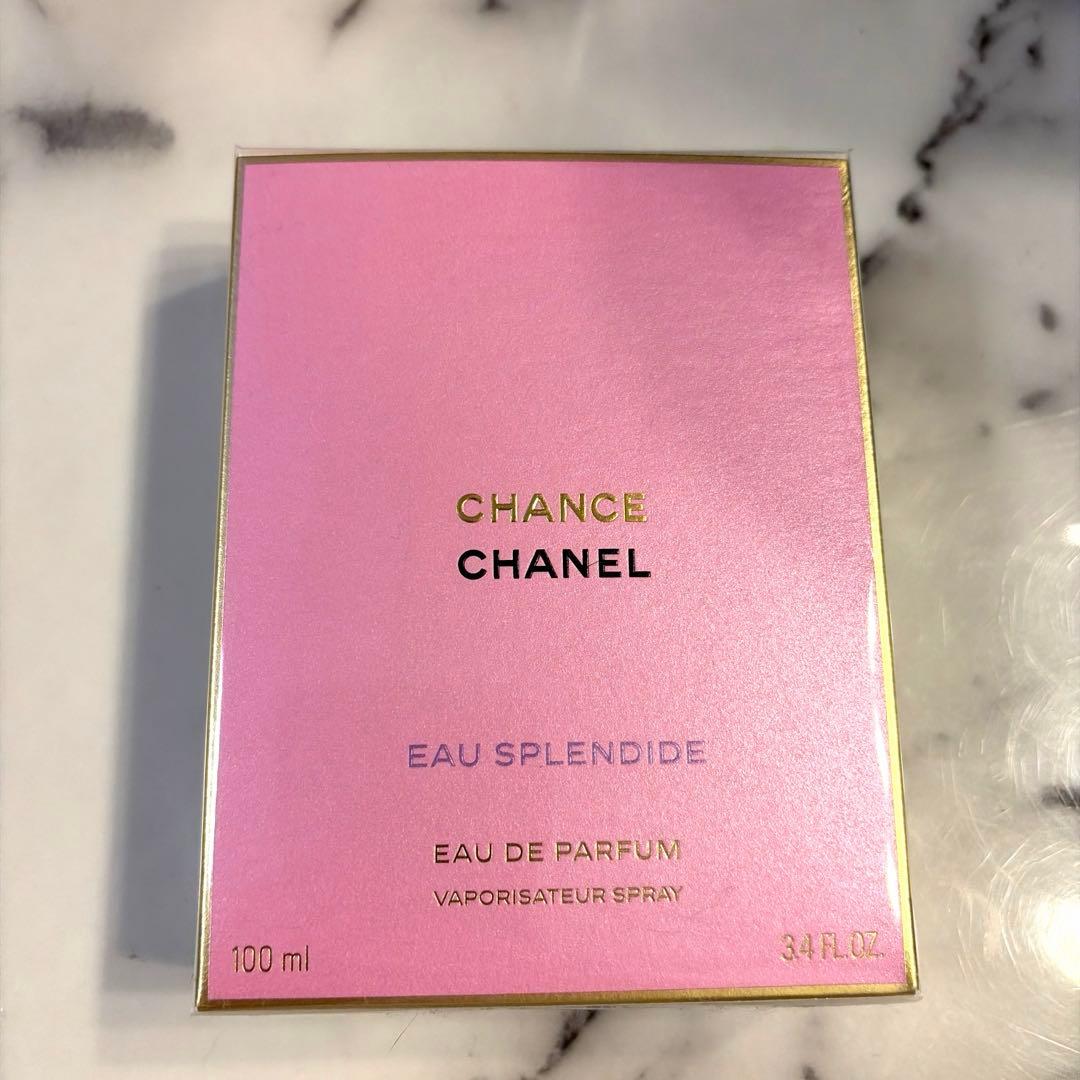 CHANCE
CHANEL
EAU SPLENDIDE
EAU DE PARFUM
VAPORISATEUR SPRAY
100 ml
3.4 FL.OZ.